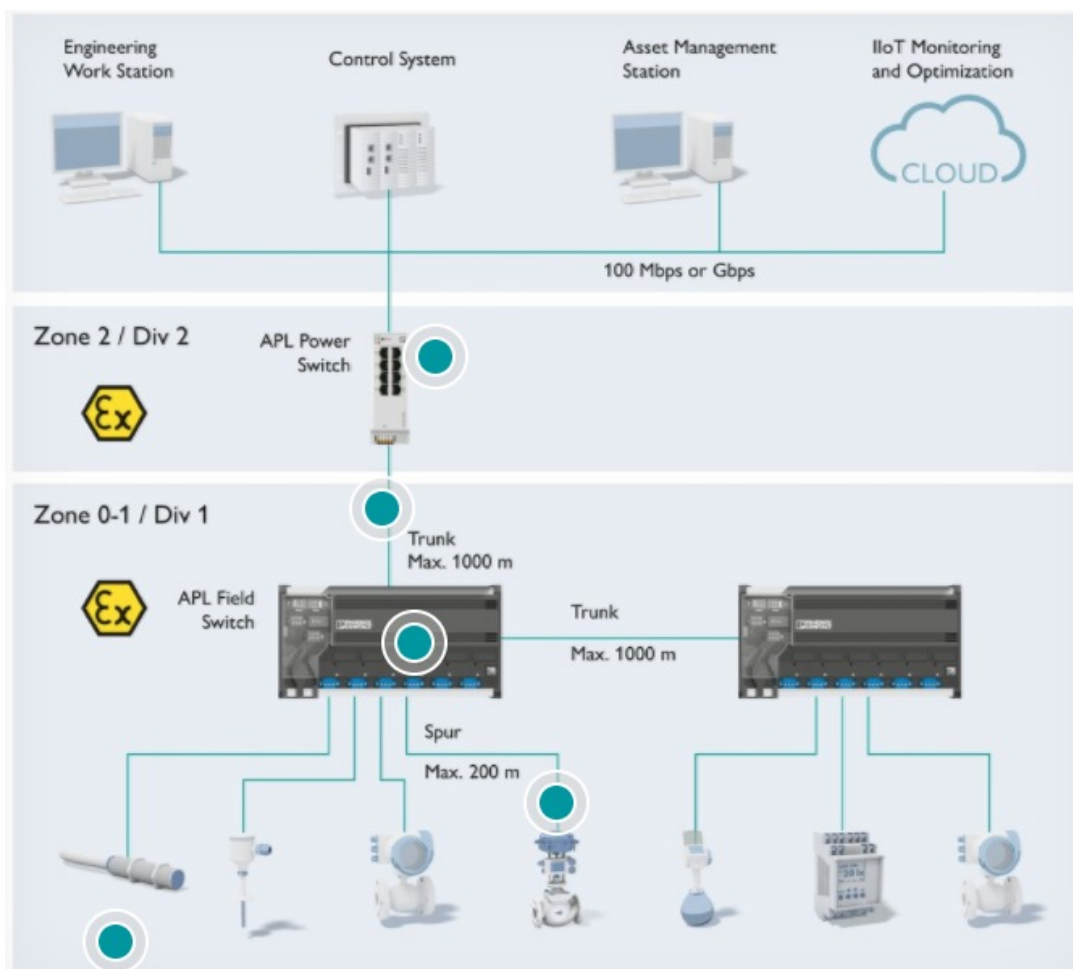 Engineering
Work Station
Control System
Asset Management
Station
IIoT Monitoring
and Optimization
CLOUD
100 Mbps or Gbps
Zone 2 / Div 2
APL Power
Switch
Ex
Zone 0-1 / Div 1
Trunk
Max. 1000 m
Ex
APL Field
Switch
Trunk
Max. 1000 m
Spur
Max. 200 m